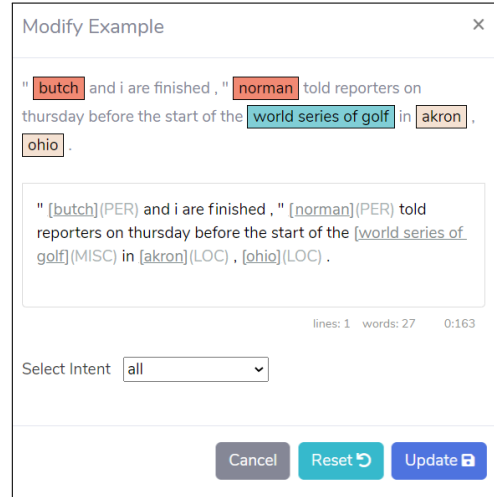 Modify Example ×
" butch and i are finished , " norman told reporters on
thursday before the start of the world series of golf in akron ,
ohio .
" [butch](PER) and i are finished , " [norman](PER) told
reporters on thursday before the start of the [world series of
golf](MISC) in [akron](LOC) , [ohio](LOC) .
lines: 1 words: 27 0:163
Select Intent all
Cancel Reset Update